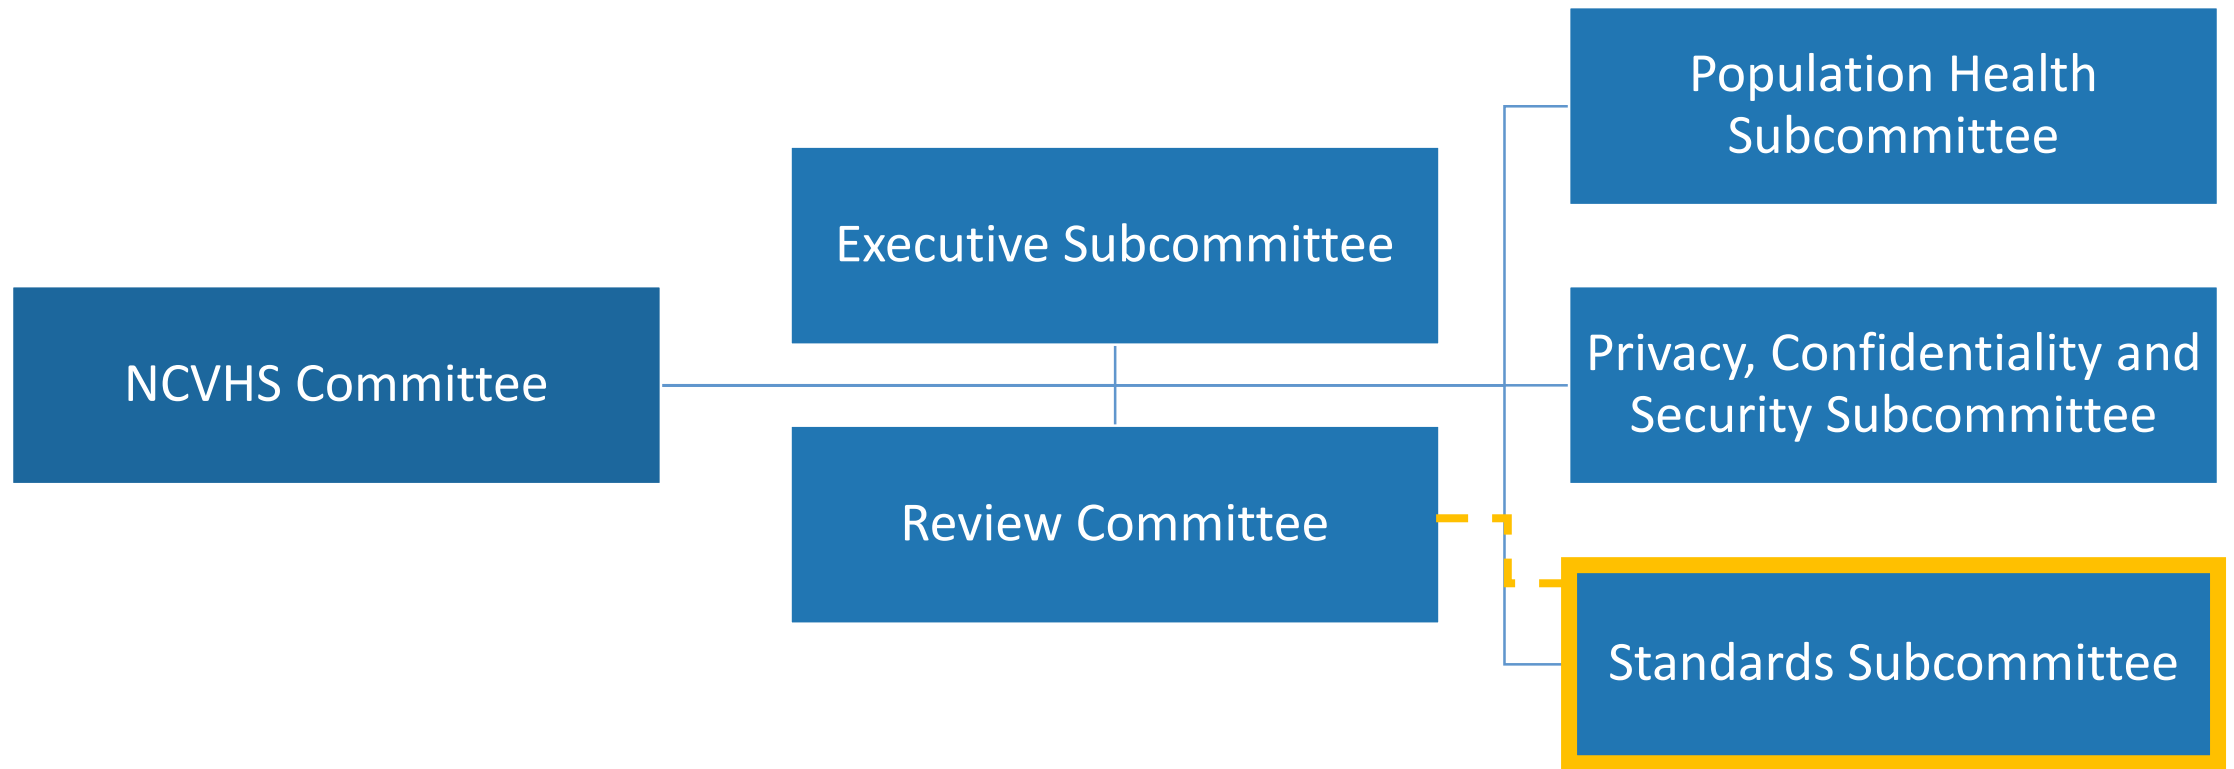 NCVHS Committee
Executive Subcommittee
Review Committee
Population Health
Subcommittee
Privacy, Confidentiality and
Security Subcommittee
Standards Subcommittee